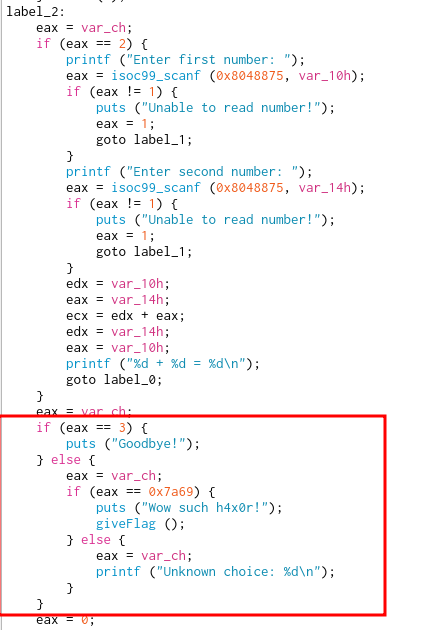 label_2:
    eax = var_ch;
    if (eax == 2) {
        printf ("Enter first number: ");
        eax = isoc99_scanf (0x8048875, var_10h);
        if (eax != 1) {
            puts ("Unable to read number!");
            eax = 1;
            goto label_1;
        }
        printf ("Enter second number: ");
        eax = isoc99_scanf (0x8048875, var_14h);
        if (eax != 1) {
            puts ("Unable to read number!");
            eax = 1;
            goto label_1;
        }
        edx = var_10h;
        eax = var_14h;
        ecx = edx + eax;
        edx = var_14h;
        eax = var_10h;
        printf ("%d + %d = %d\n");
        goto label_0;
    }
    eax = var_ch;
    if (eax == 3) {
        puts ("Goodbye!");
    } else {
        eax = var_ch;
        if (eax == 0x7a69) {
            puts ("Wow such h4x0r!");
            giveFlag ();
        } else {
            eax = var_ch;
            printf ("Unknown choice: %d\n");
        }
    }
    eax = 0;